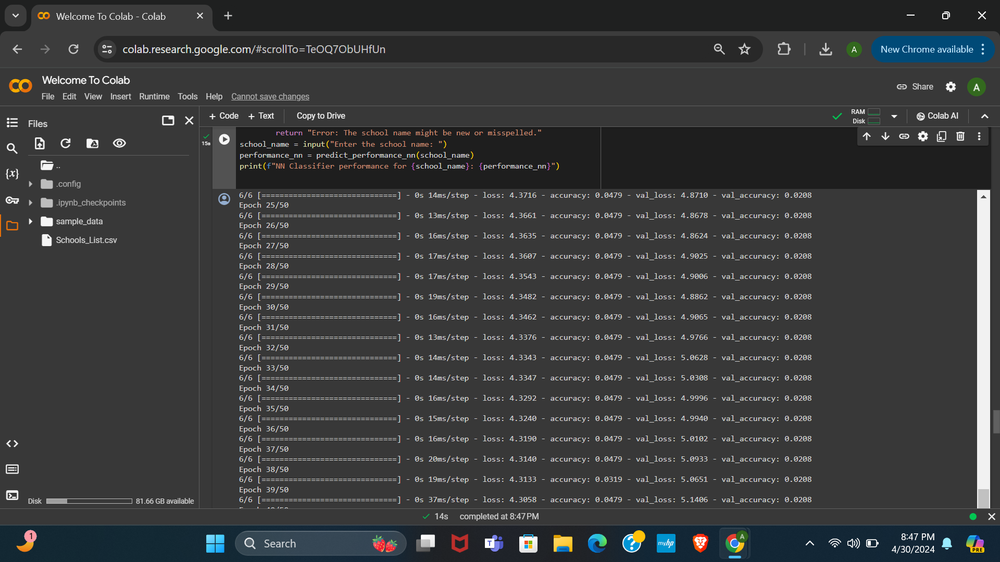 Welcome To Colab - Colab
colab.research.google.com/#scrollTo=TeOQ7ObUHfUn
A
New Chrome available
Welcome To Colab
File Edit View Insert Runtime Tools Help Cannot save changes
Share
A
Files
+ Code + Text Copy to Drive
RAM
Disk
Colab AI
..
.config
.ipynb_checkpoints
sample_data
Schools_List.csv
{x}
15s
return "Error: The school name might be new or misspelled."
school_name = input("Enter the school name: ")
performance_nn = predict_performance_nn(school_name)
print(f"NN Classifier performance for {school_name}: {performance_nn}")
6/6 [==============================] - 0s 14ms/step - loss: 4.3716 - accuracy: 0.0479 - val_loss: 4.8710 - val_accuracy: 0.0208
Epoch 25/50
6/6 [==============================] - 0s 13ms/step - loss: 4.3661 - accuracy: 0.0479 - val_loss: 4.8678 - val_accuracy: 0.0208
Epoch 26/50
6/6 [==============================] - 0s 16ms/step - loss: 4.3635 - accuracy: 0.0479 - val_loss: 4.8624 - val_accuracy: 0.0208
Epoch 27/50
6/6 [==============================] - 0s 17ms/step - loss: 4.3607 - accuracy: 0.0479 - val_loss: 4.9025 - val_accuracy: 0.0208
Epoch 28/50
6/6 [==============================] - 0s 17ms/step - loss: 4.3543 - accuracy: 0.0479 - val_loss: 4.9006 - val_accuracy: 0.0208
Epoch 29/50
6/6 [==============================] - 0s 19ms/step - loss: 4.3482 - accuracy: 0.0479 - val_loss: 4.8862 - val_accuracy: 0.0208
Epoch 30/50
6/6 [==============================] - 0s 16ms/step - loss: 4.3462 - accuracy: 0.0479 - val_loss: 4.9065 - val_accuracy: 0.0208
Epoch 31/50
6/6 [==============================] - 0s 13ms/step - loss: 4.3376 - accuracy: 0.0479 - val_loss: 4.9766 - val_accuracy: 0.0208
Epoch 32/50
6/6 [==============================] - 0s 14ms/step - loss: 4.3343 - accuracy: 0.0479 - val_loss: 5.0628 - val_accuracy: 0.0208
Epoch 33/50
6/6 [==============================] - 0s 14ms/step - loss: 4.3347 - accuracy: 0.0479 - val_loss: 5.0308 - val_accuracy: 0.0208
Epoch 34/50
6/6 [==============================] - 0s 16ms/step - loss: 4.3292 - accuracy: 0.0479 - val_loss: 4.9996 - val_accuracy: 0.0208
Epoch 35/50
6/6 [==============================] - 0s 15ms/step - loss: 4.3240 - accuracy: 0.0479 - val_loss: 4.9940 - val_accuracy: 0.0208
Epoch 36/50
6/6 [==============================] - 0s 16ms/step - loss: 4.3190 - accuracy: 0.0479 - val_loss: 5.0102 - val_accuracy: 0.0208
Epoch 37/50
6/6 [==============================] - 0s 20ms/step - loss: 4.3140 - accuracy: 0.0479 - val_loss: 5.0933 - val_accuracy: 0.0208
Epoch 38/50
6/6 [==============================] - 0s 19ms/step - loss: 4.3133 - accuracy: 0.0319 - val_loss: 5.0651 - val_accuracy: 0.0208
Epoch 39/50
6/6 [==============================] - 0s 37ms/step - loss: 4.3058 - accuracy: 0.0479 - val_loss: 5.1406 - val_accuracy: 0.0208
Disk 81.66 GB available
14s completed at 8:47 PM
1
Search
T
myhp
A
8:47 PM
4/30/2024
PRE